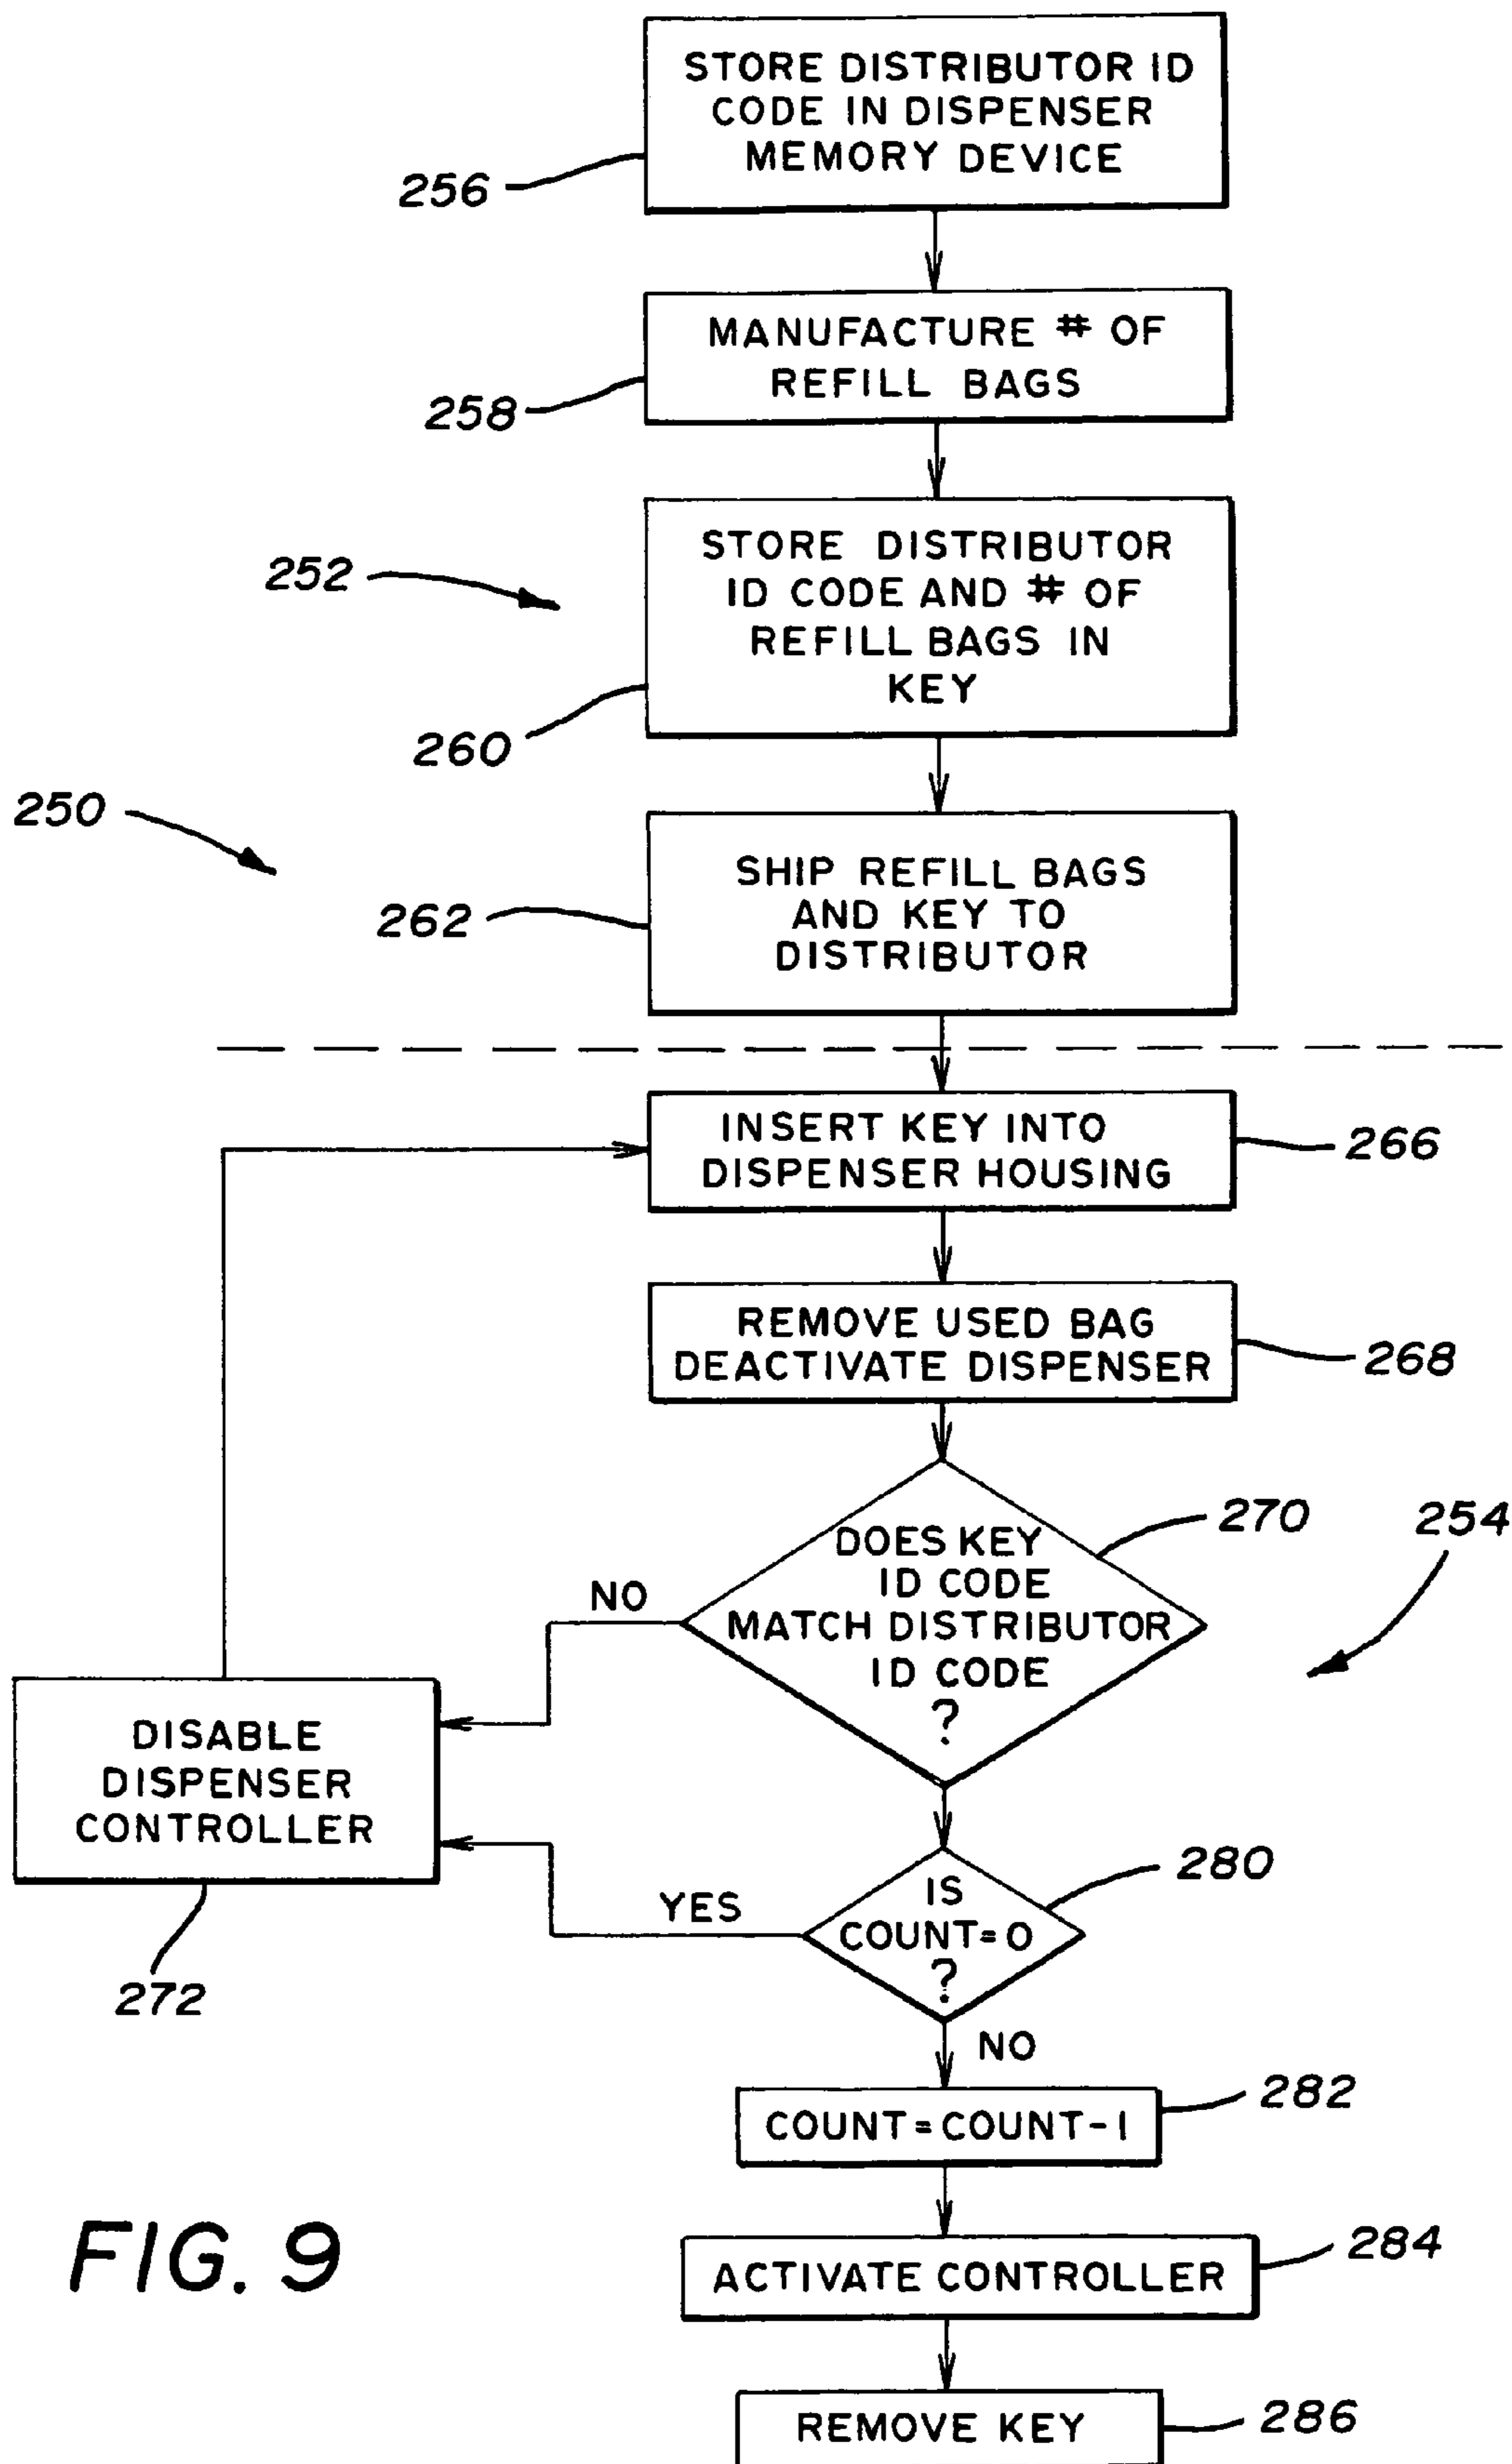 STORE DISTRIBUTOR ID
CODE IN DISPENSER
MEMORY DEVICE
256
MANUFACTURE # OF
REFILL BAGS
258
STORE DISTRIBUTOR
ID CODE AND # OF
REFILL BAGS IN
KEY
252
260
250
SHIP REFILL BAGS
AND KEY TO
DISTRIBUTOR
262
INSERT KEY INTO
DISPENSER HOUSING
266
REMOVE USED BAG
DEACTIVATE DISPENSER
268
DOES KEY
ID CODE
MATCH DISTRIBUTOR
ID CODE
?
270
254
NO
DISABLE
DISPENSER
CONTROLLER
272
IS
COUNT=0
?
280
YES
NO
COUNT=COUNT-1
282
ACTIVATE CONTROLLER
284
REMOVE KEY
286
FIG. 9